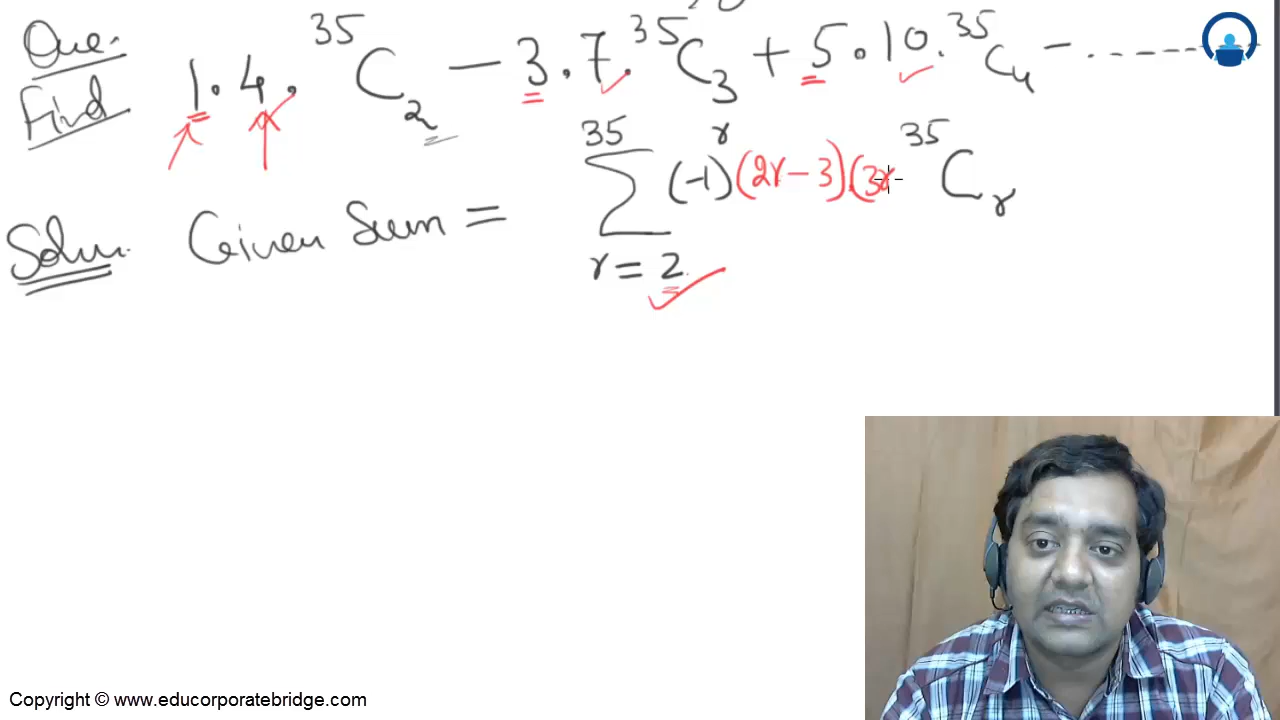 Que.
Find 1.4. ³⁵C₂ − 3.7. ³⁵C₃ + 5.10. ³⁵C₄ − ........
Soln. Given Sum = ∑_{r=2}^{35} (-1)^r (2r-3).(3r ³⁵C_r
Copyright © www.educorporatebridge.com